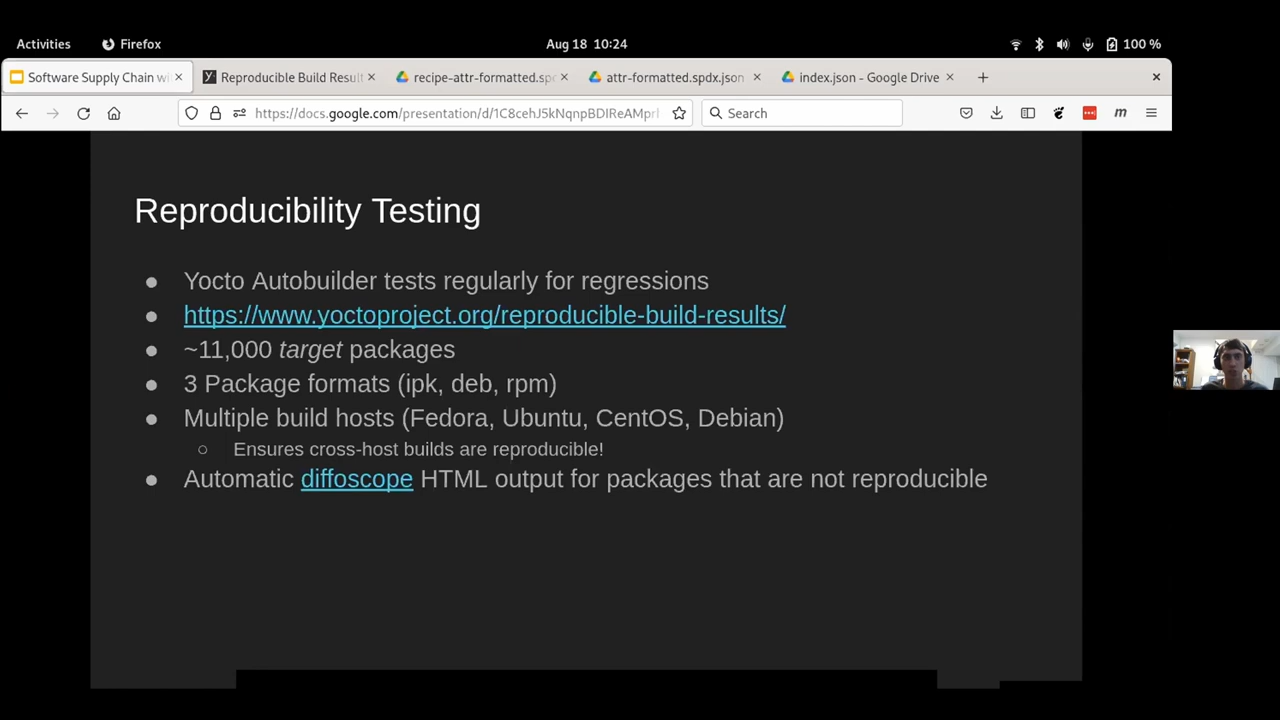 Activities Firefox Aug 18 10:24 100 %
Software Supply Chain wi Reproducible Build Result recipe-attr-formatted.spd attr-formatted.spdx.json index.json - Google Drive
https://docs.google.com/presentation/d/1C8cehJ5kNqnpBDIReAMprl Search m
Reproducibility Testing
● Yocto Autobuilder tests regularly for regressions
● https://www.yoctoproject.org/reproducible-build-results/
● ~11,000 target packages
● 3 Package formats (ipk, deb, rpm)
● Multiple build hosts (Fedora, Ubuntu, CentOS, Debian)
○ Ensures cross-host builds are reproducible!
● Automatic diffoscope HTML output for packages that are not reproducible